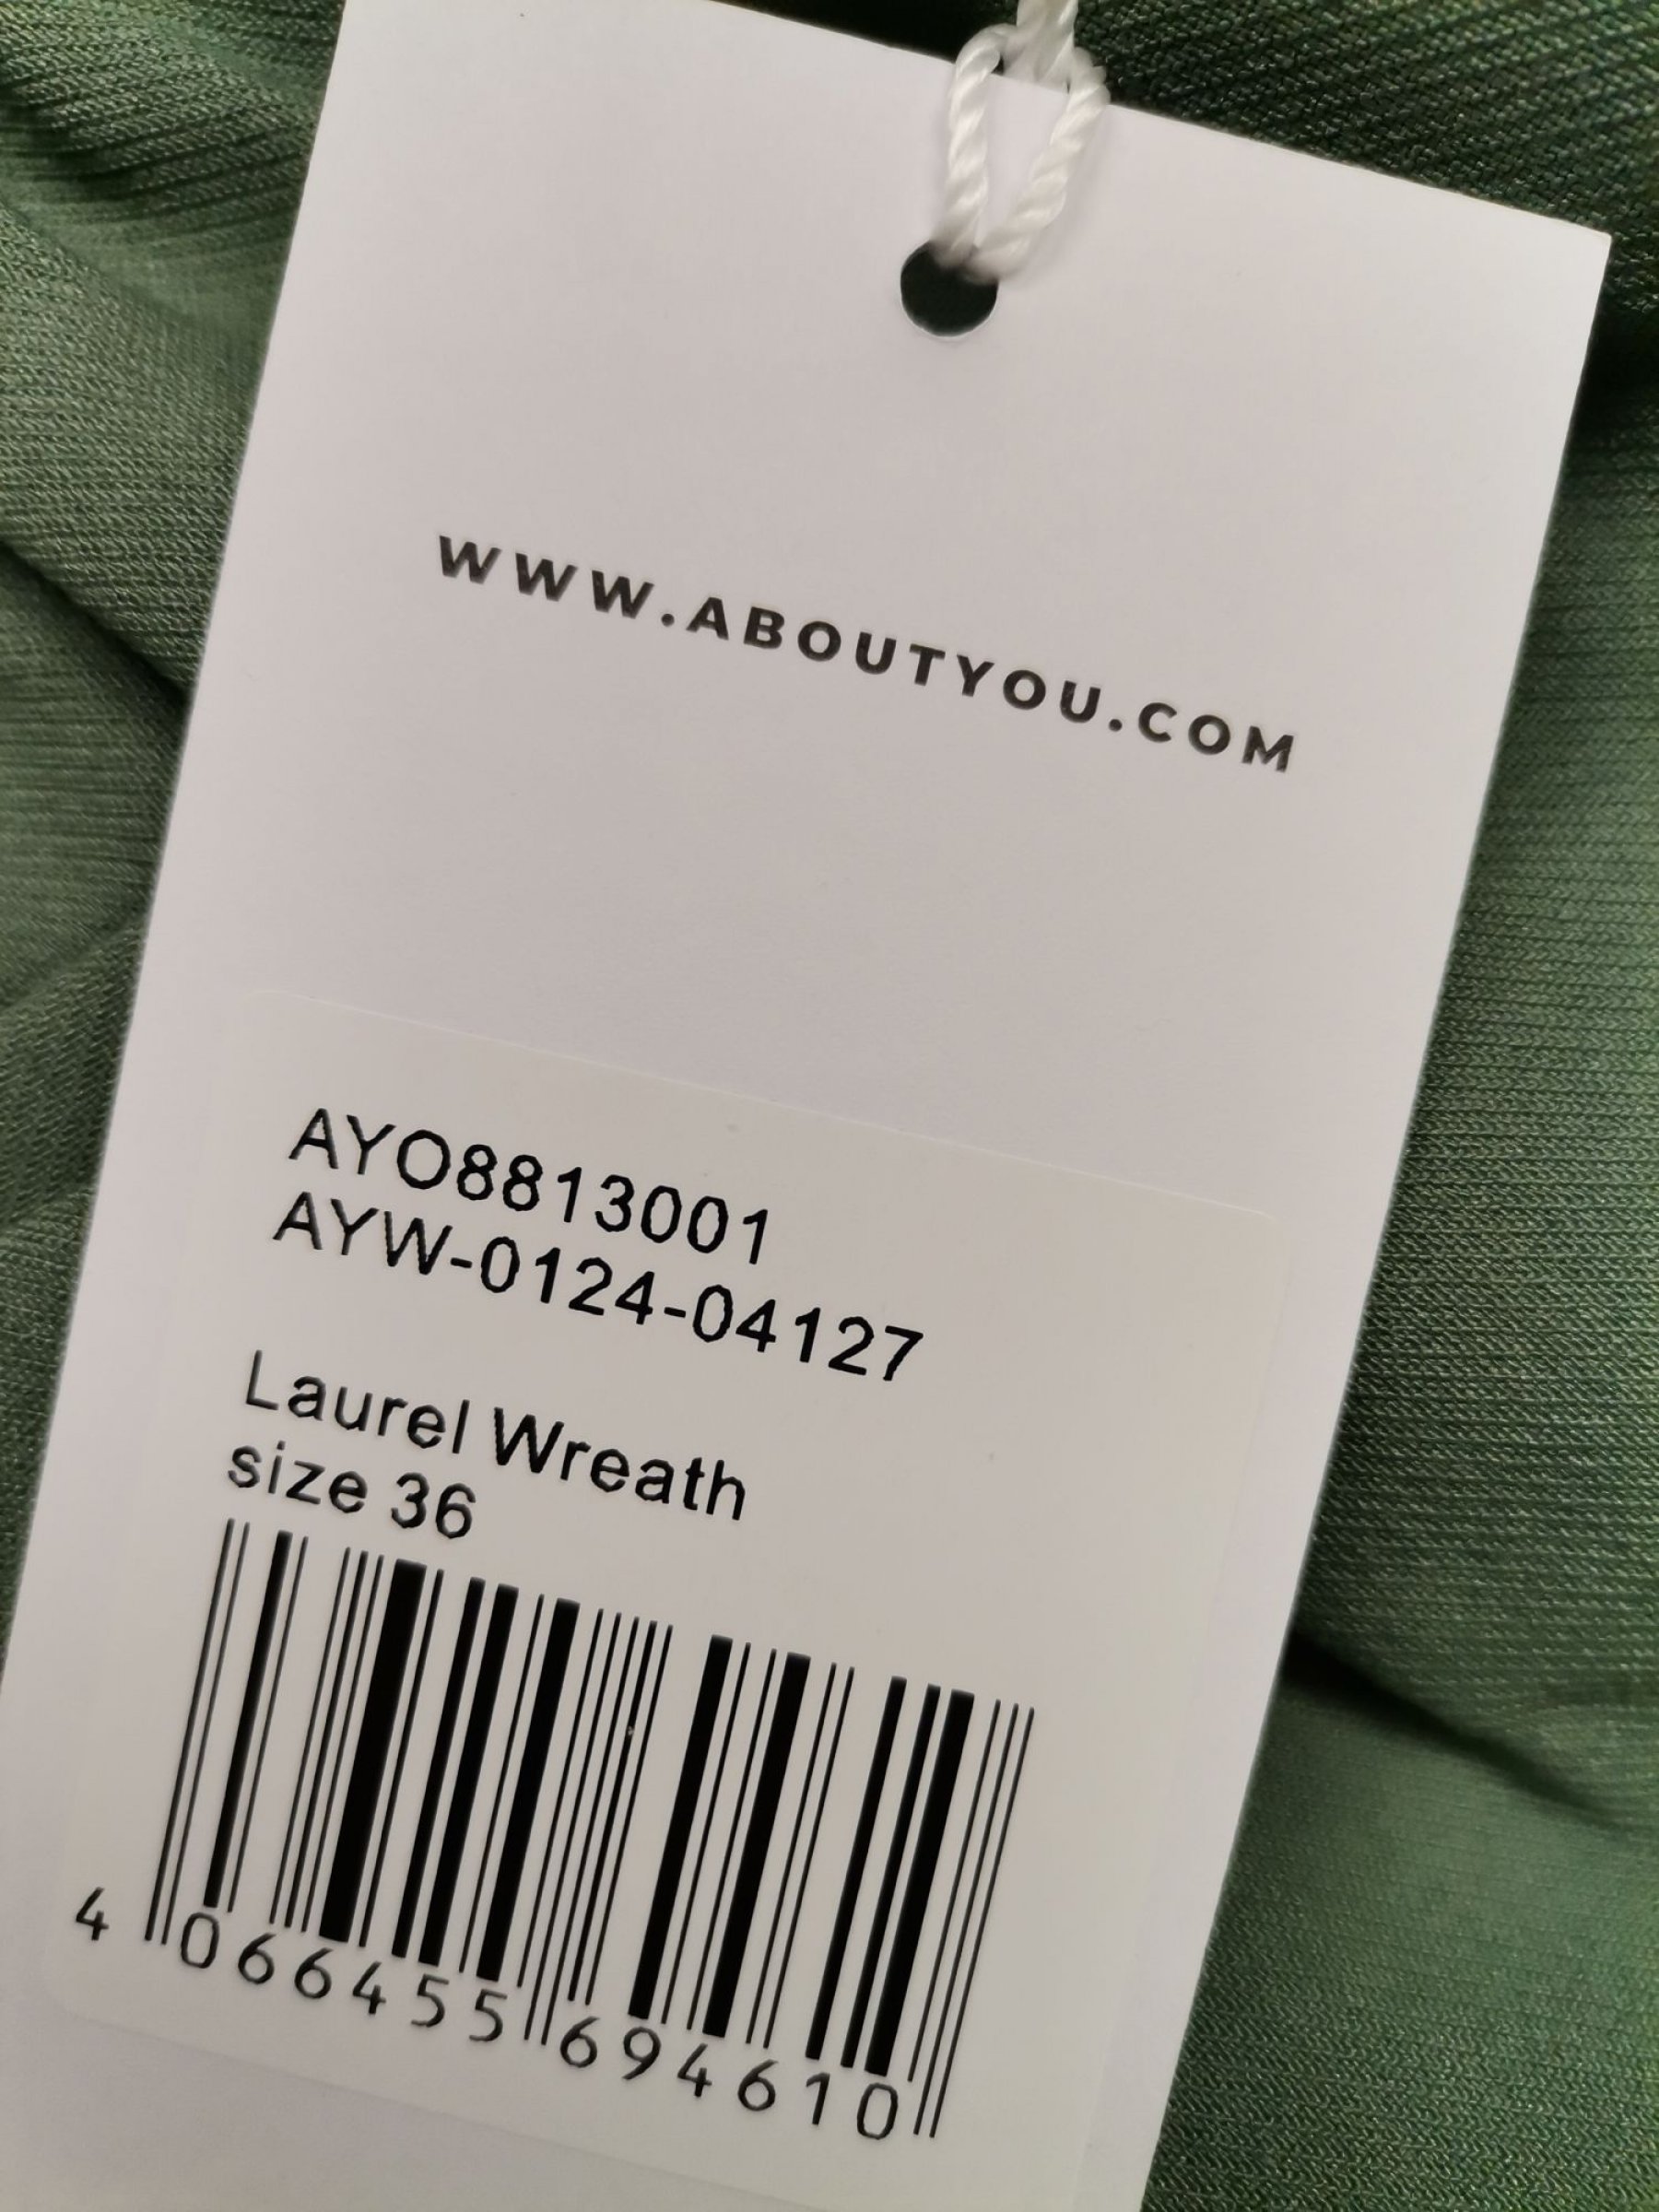 WWW.ABOUTYOU.COM
AYO8813001
AYW-0124-04127
Laurel Wreath
size 36
4 066455 694610